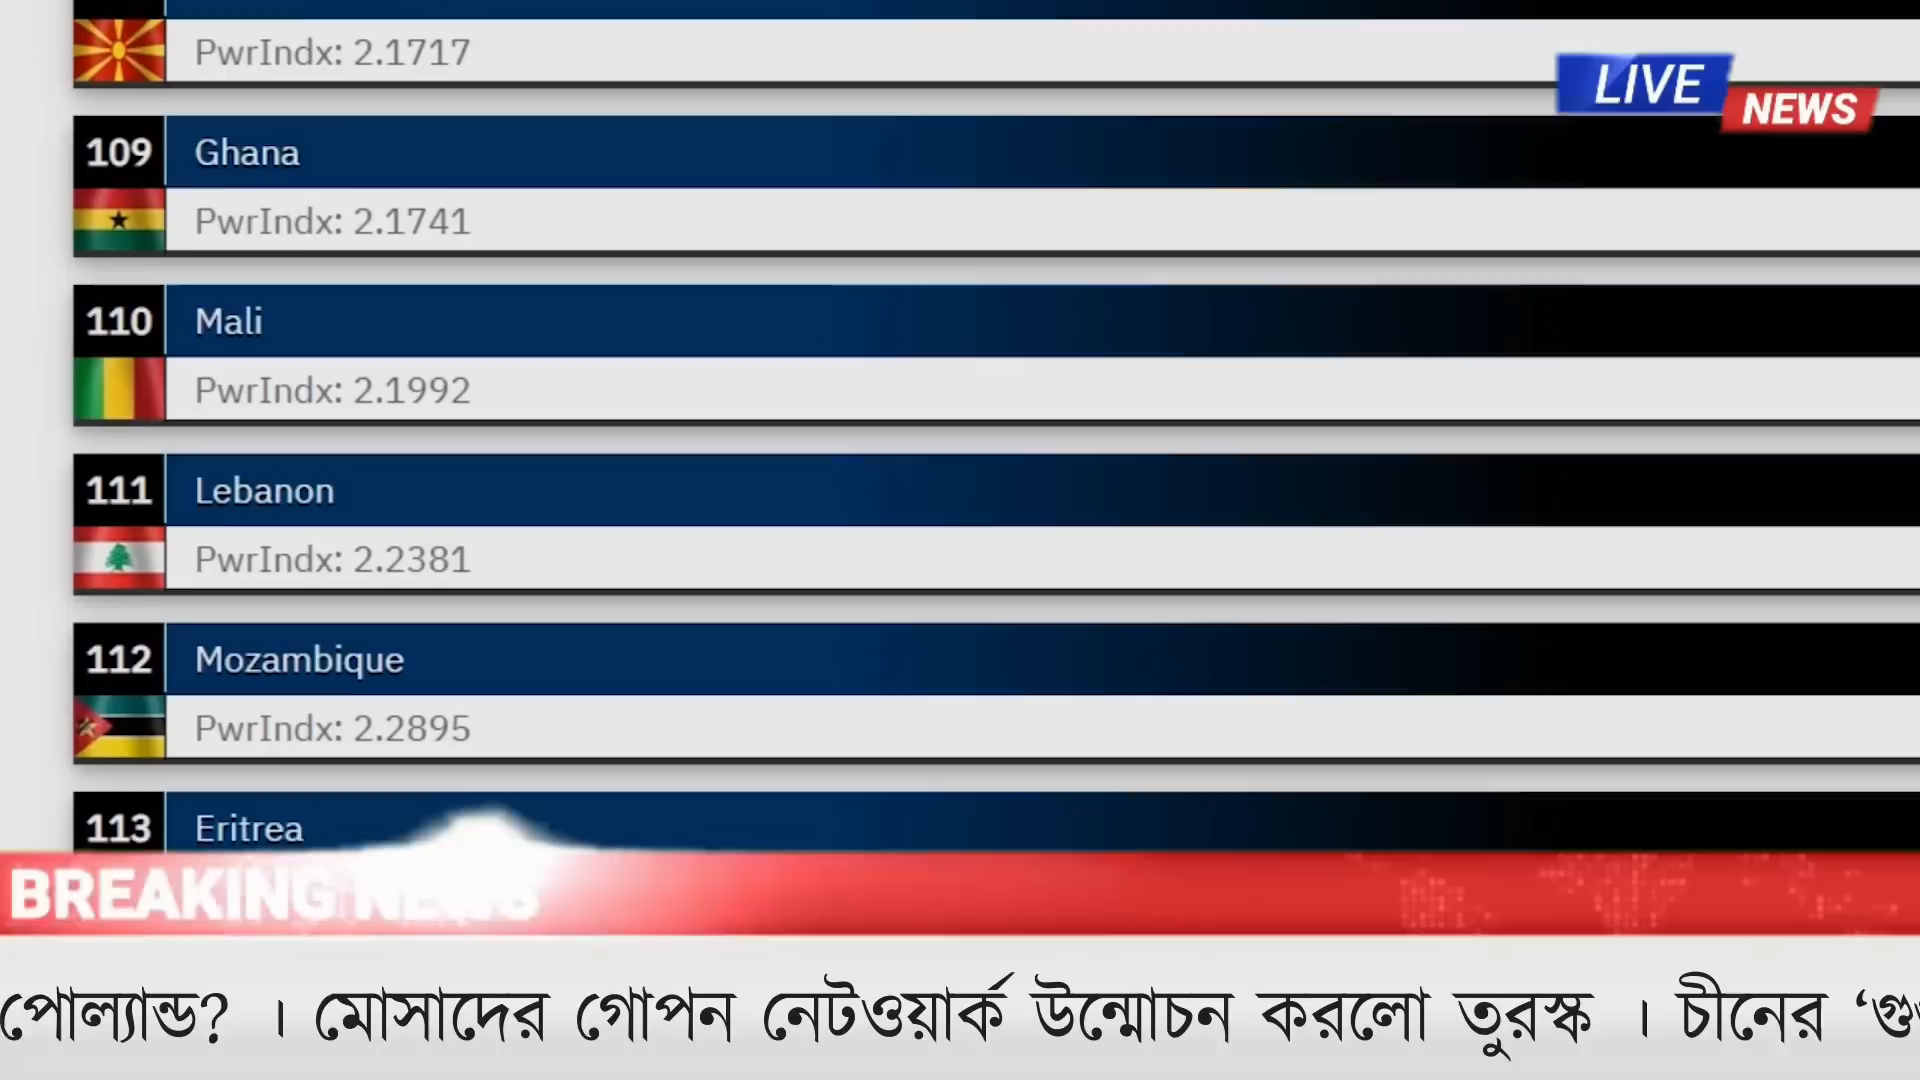 PwrIndx: 2.1717
LIVE
NEWS
109 Ghana
PwrIndx: 2.1741
110 Mali
PwrIndx: 2.1992
111 Lebanon
PwrIndx: 2.2381
112 Mozambique
PwrIndx: 2.2895
113 Eritrea
BREAKING NEWS
পোল্যান্ড? । মোসাদের গোপন নেটওয়ার্ক উন্মোচন করলো তুরস্ক । চীনের